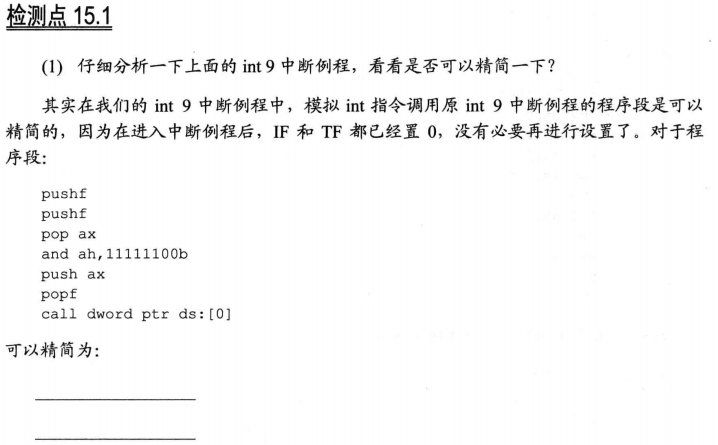 检测点 15.1
(1) 仔细分析一下上面的 int 9 中断例程，看看是否可以精简一下？
其实在我们的 int 9 中断例程中，模拟 int 指令调用原 int 9 中断例程的程序段是可以
精简的，因为在进入中断例程后，IF 和 TF 都已经置 0，没有必要再进行设置了。对于程
序段：
pushf
pushf
pop ax
and ah,11111100b
push ax
popf
call dword ptr ds:[0]
可以精简为：